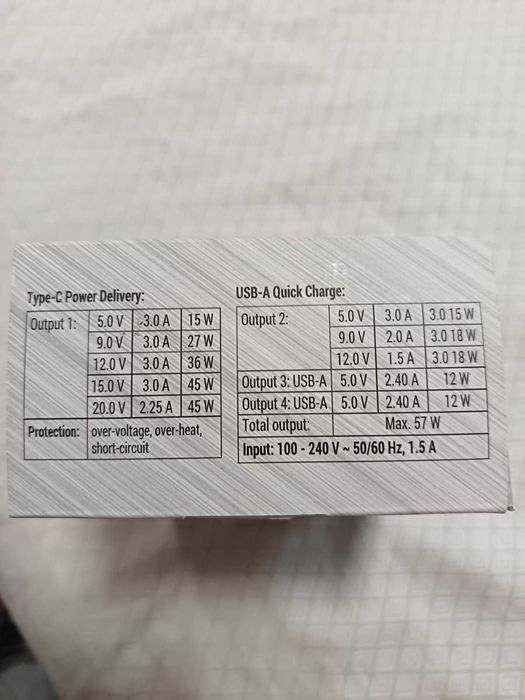 Type-C Power Delivery:
Output 1: 5.0 V 3.0 A 15 W
9.0 V 3.0 A 27 W
12.0 V 3.0 A 36 W
15.0 V 3.0 A 45 W
20.0 V 2.25 A 45 W
Protection: over-voltage, over-heat,
short-circuit
USB-A Quick Charge:
Output 2: 5.0 V 3.0 A 3.0 15 W
9.0 V 2.0 A 3.0 18 W
12.0 V 1.5 A 3.0 18 W
Output 3: USB-A 5.0 V 2.40 A 12 W
Output 4: USB-A 5.0 V 2.40 A 12 W
Total output: Max. 57 W
Input: 100 - 240 V ~ 50/60 Hz, 1.5 A